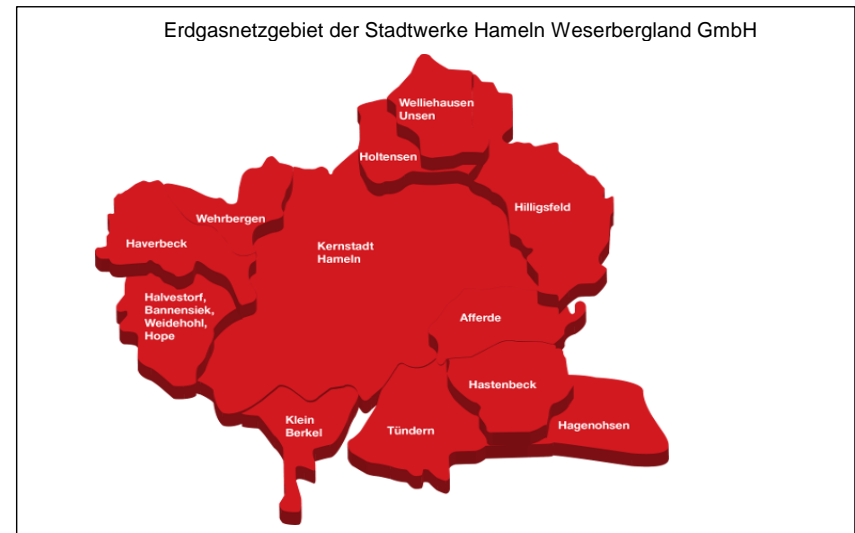 Erdgasnetzgebiet der Stadtwerke Hameln Weserbergland GmbH
Welliehausen
Unsen
Holtensen
Hilligsfeld
Wehrbergen
Haverbeck
Kernstadt
Hameln
Halvestorf,
Bannensiek,
Weidehohl,
Hope
Afferde
Hastenbeck
Klein
Berkel
Tündern
Hagenohsen